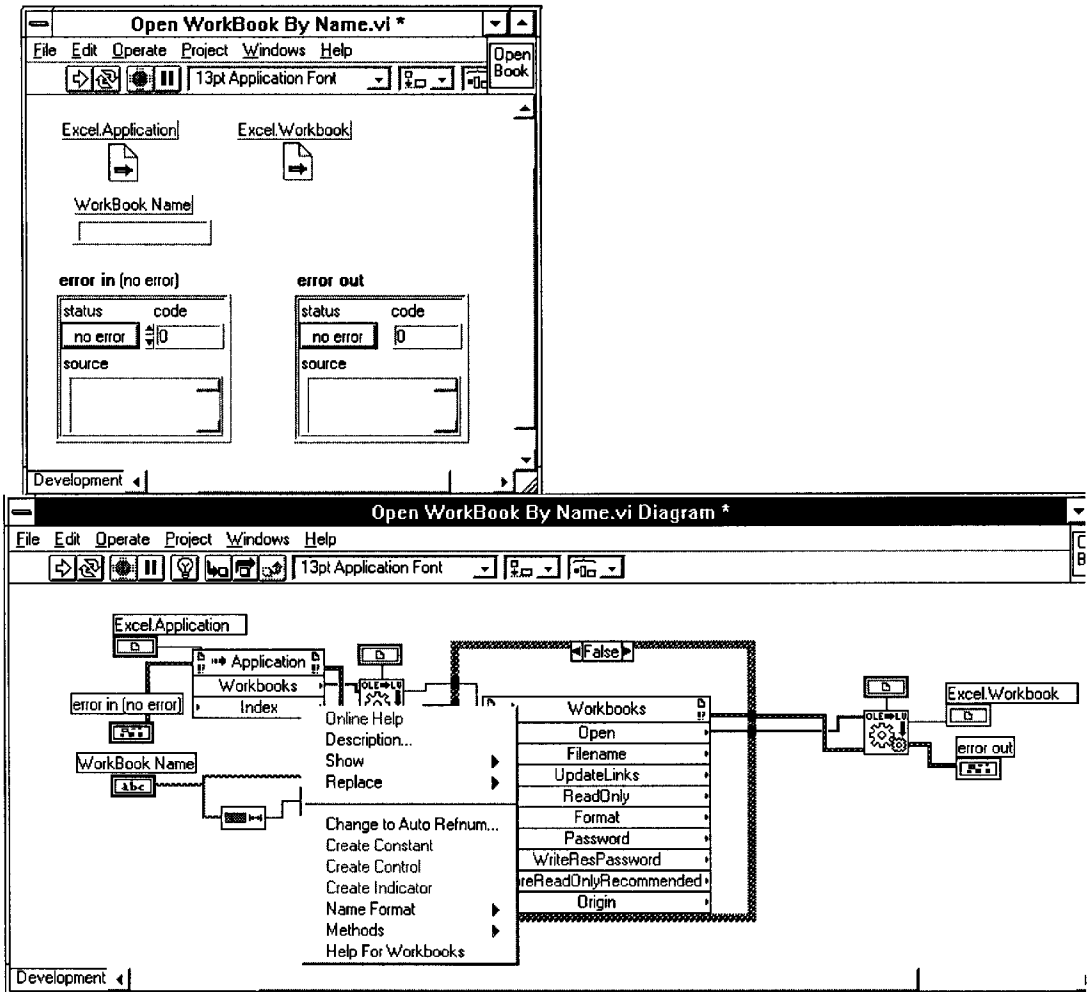 Open WorkBook By Name.vi *
File Edit Operate Project Windows Help
Open
Book
13pt Application Font
Excel.Application Excel.Workbook
WorkBook Name
error in (no error) error out
status code status code
no error 0 no error 0
source source
Development
Open WorkBook By Name.vi Diagram *
File Edit Operate Project Windows Help
13pt Application Font
Excel.Application
Application
Workbooks
Index
error in (no error)
WorkBook Name
abc
OLE LV
False
Online Help
Description...
Show
Replace
Change to Auto Refnum...
Create Constant
Create Control
Create Indicator
Name Format
Methods
Help For Workbooks
Workbooks
Open
Filename
UpdateLinks
ReadOnly
Format
Password
WriteResPassword
reReadOnlyRecommended
Origin
OLE LV
Excel.Workbook
error out
Development